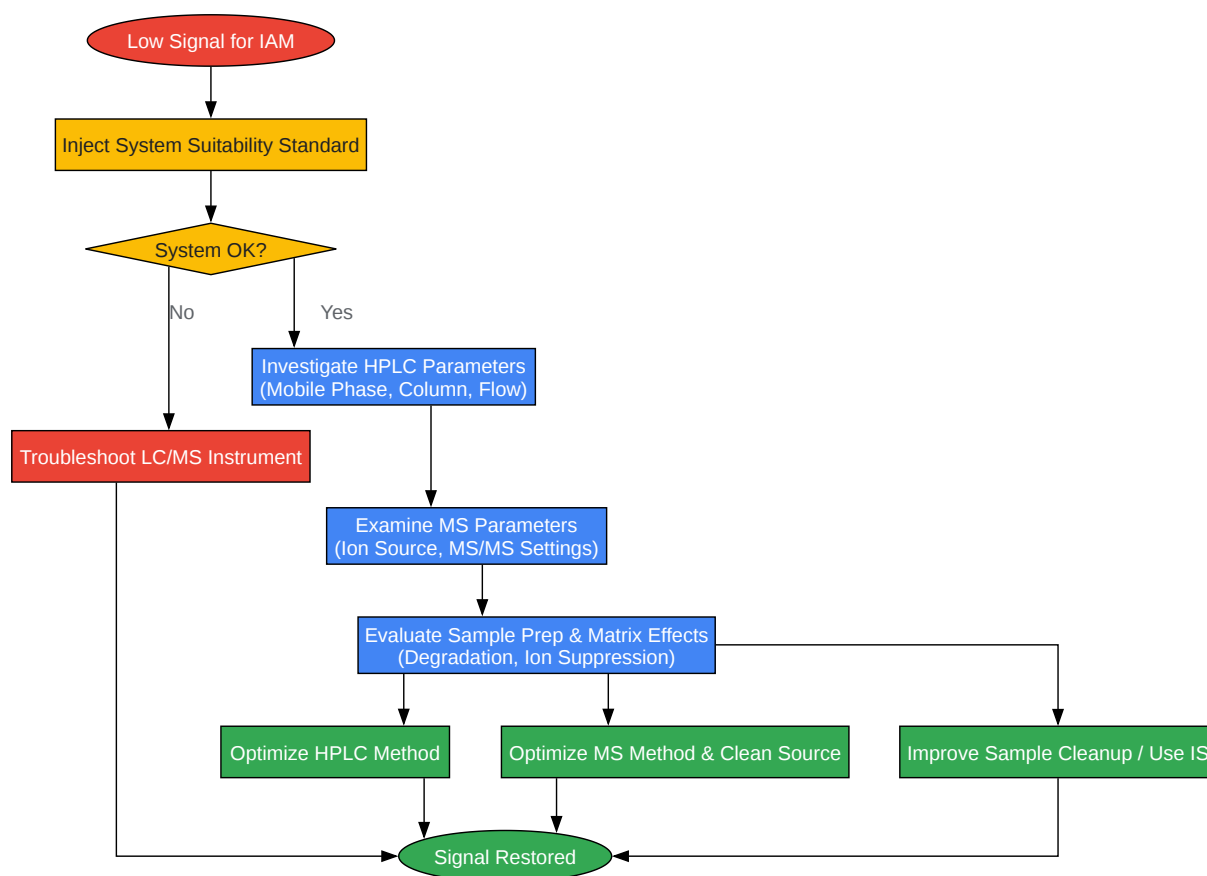 Low Signal for IAM
Inject System Suitability Standard
System OK?
No
Yes
Investigate HPLC Parameters
(Mobile Phase, Column, Flow)
Troubleshoot LC/MS Instrument
Examine MS Parameters
(Ion Source, MS/MS Settings)
Evaluate Sample Prep & Matrix Effects
(Degradation, Ion Suppression)
Optimize HPLC Method
Optimize MS Method & Clean Source
Improve Sample Cleanup / Use IS
Signal Restored